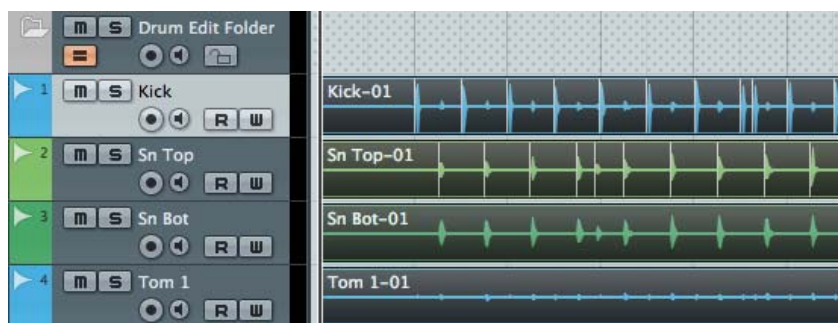 m S Drum Edit Folder
=
1 m S Kick
R W
Kick-01
2 m S Sn Top
R W
Sn Top-01
3 m S Sn Bot
R W
Sn Bot-01
4 m S Tom 1
R W
Tom 1-01